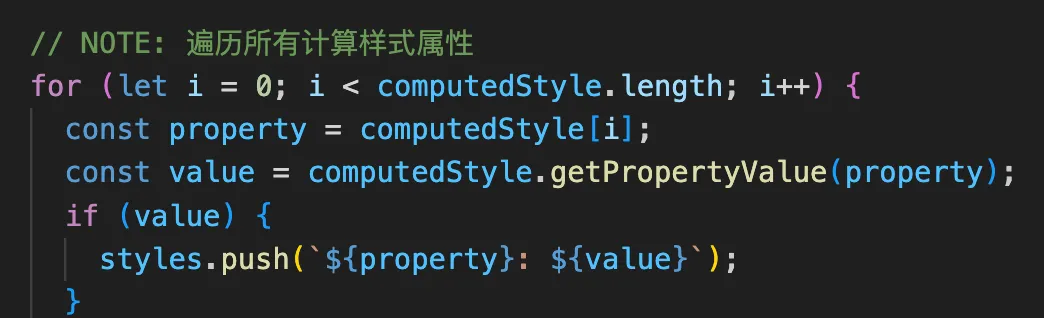 // NOTE: 遍历所有计算样式属性
for (let i = 0; i < computedStyle.length; i++) {
  const property = computedStyle[i];
  const value = computedStyle.getPropertyValue(property);
  if (value) {
    styles.push(`${property}: ${value}`);
  }